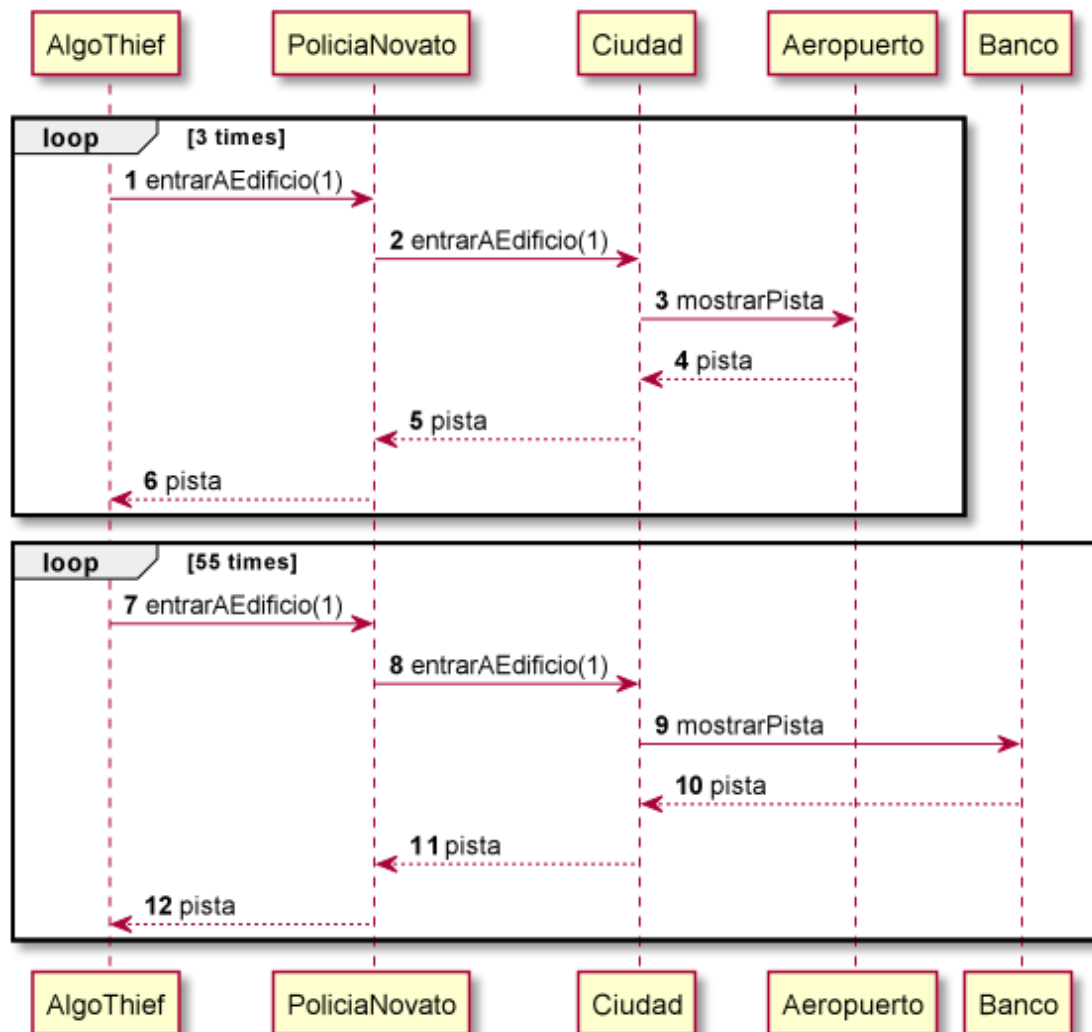 AlgoThief PoliciaNovato Ciudad Aeropuerto Banco
loop [3 times]
1 entrarAEdificio(1)
2 entrarAEdificio(1)
3 mostrarPista
4 pista
5 pista
6 pista
loop [55 times]
7 entrarAEdificio(1)
8 entrarAEdificio(1)
9 mostrarPista
10 pista
11 pista
12 pista
AlgoThief PoliciaNovato Ciudad Aeropuerto Banco